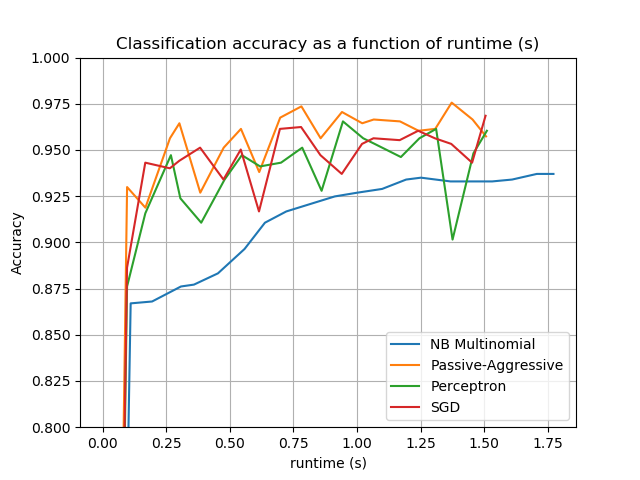 Classification accuracy as a function of runtime (s)
1.000
0.975
0.950
0.925
0.900
0.875
0.850
0.825
0.800
Accuracy
NB Multinomial
Passive-Aggressive
Perceptron
SGD
0.00 0.25 0.50 0.75 1.00 1.25 1.50 1.75
runtime (s)